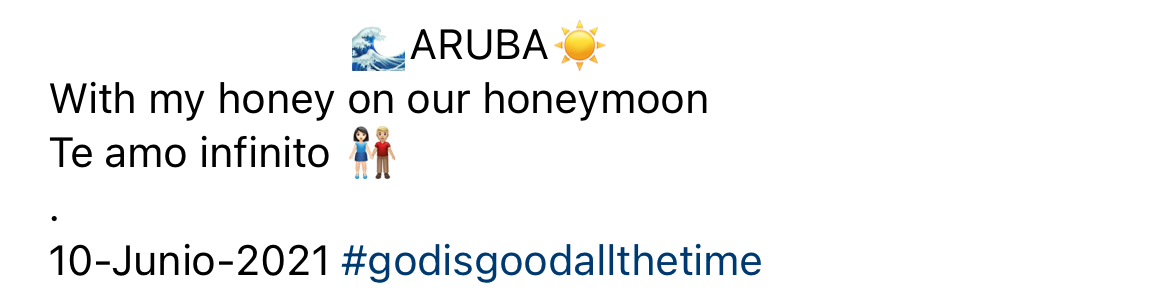 🌊ARUBA☀️
With my honey on our honeymoon
Te amo infinito 👫
.
10-Junio-2021 #godisgoodallthetime